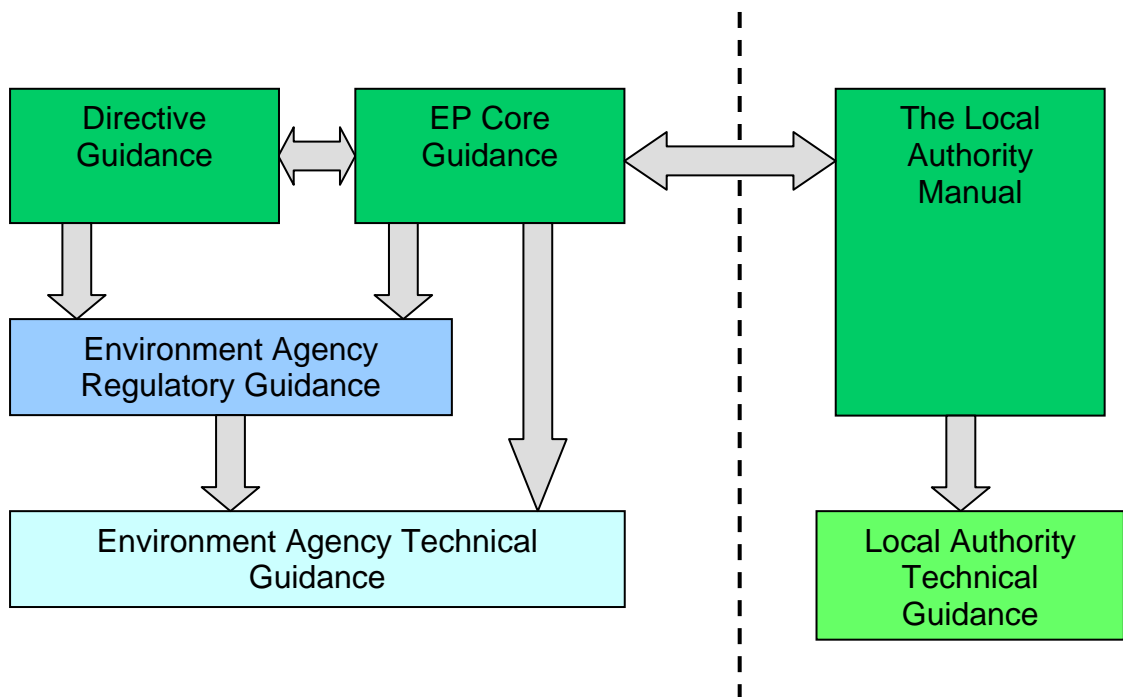 Directive
Guidance
EP Core
Guidance
The Local
Authority
Manual
Environment Agency
Regulatory Guidance
Environment Agency Technical
Guidance
Local Authority
Technical
Guidance